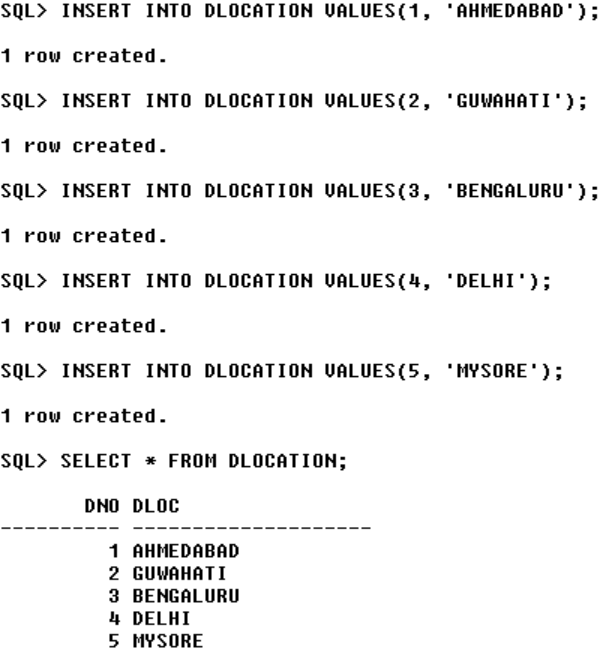 SQL> INSERT INTO DLOCATION VALUES(1, 'AHMEDABAD');
1 row created.
SQL> INSERT INTO DLOCATION VALUES(2, 'GUWAHATI');
1 row created.
SQL> INSERT INTO DLOCATION VALUES(3, 'BENGALURU');
1 row created.
SQL> INSERT INTO DLOCATION VALUES(4, 'DELHI');
1 row created.
SQL> INSERT INTO DLOCATION VALUES(5, 'MYSORE');
1 row created.
SQL> SELECT * FROM DLOCATION;
DNO DLOC
---------- --------------------
1 AHMEDABAD
2 GUWAHATI
3 BENGALURU
4 DELHI
5 MYSORE